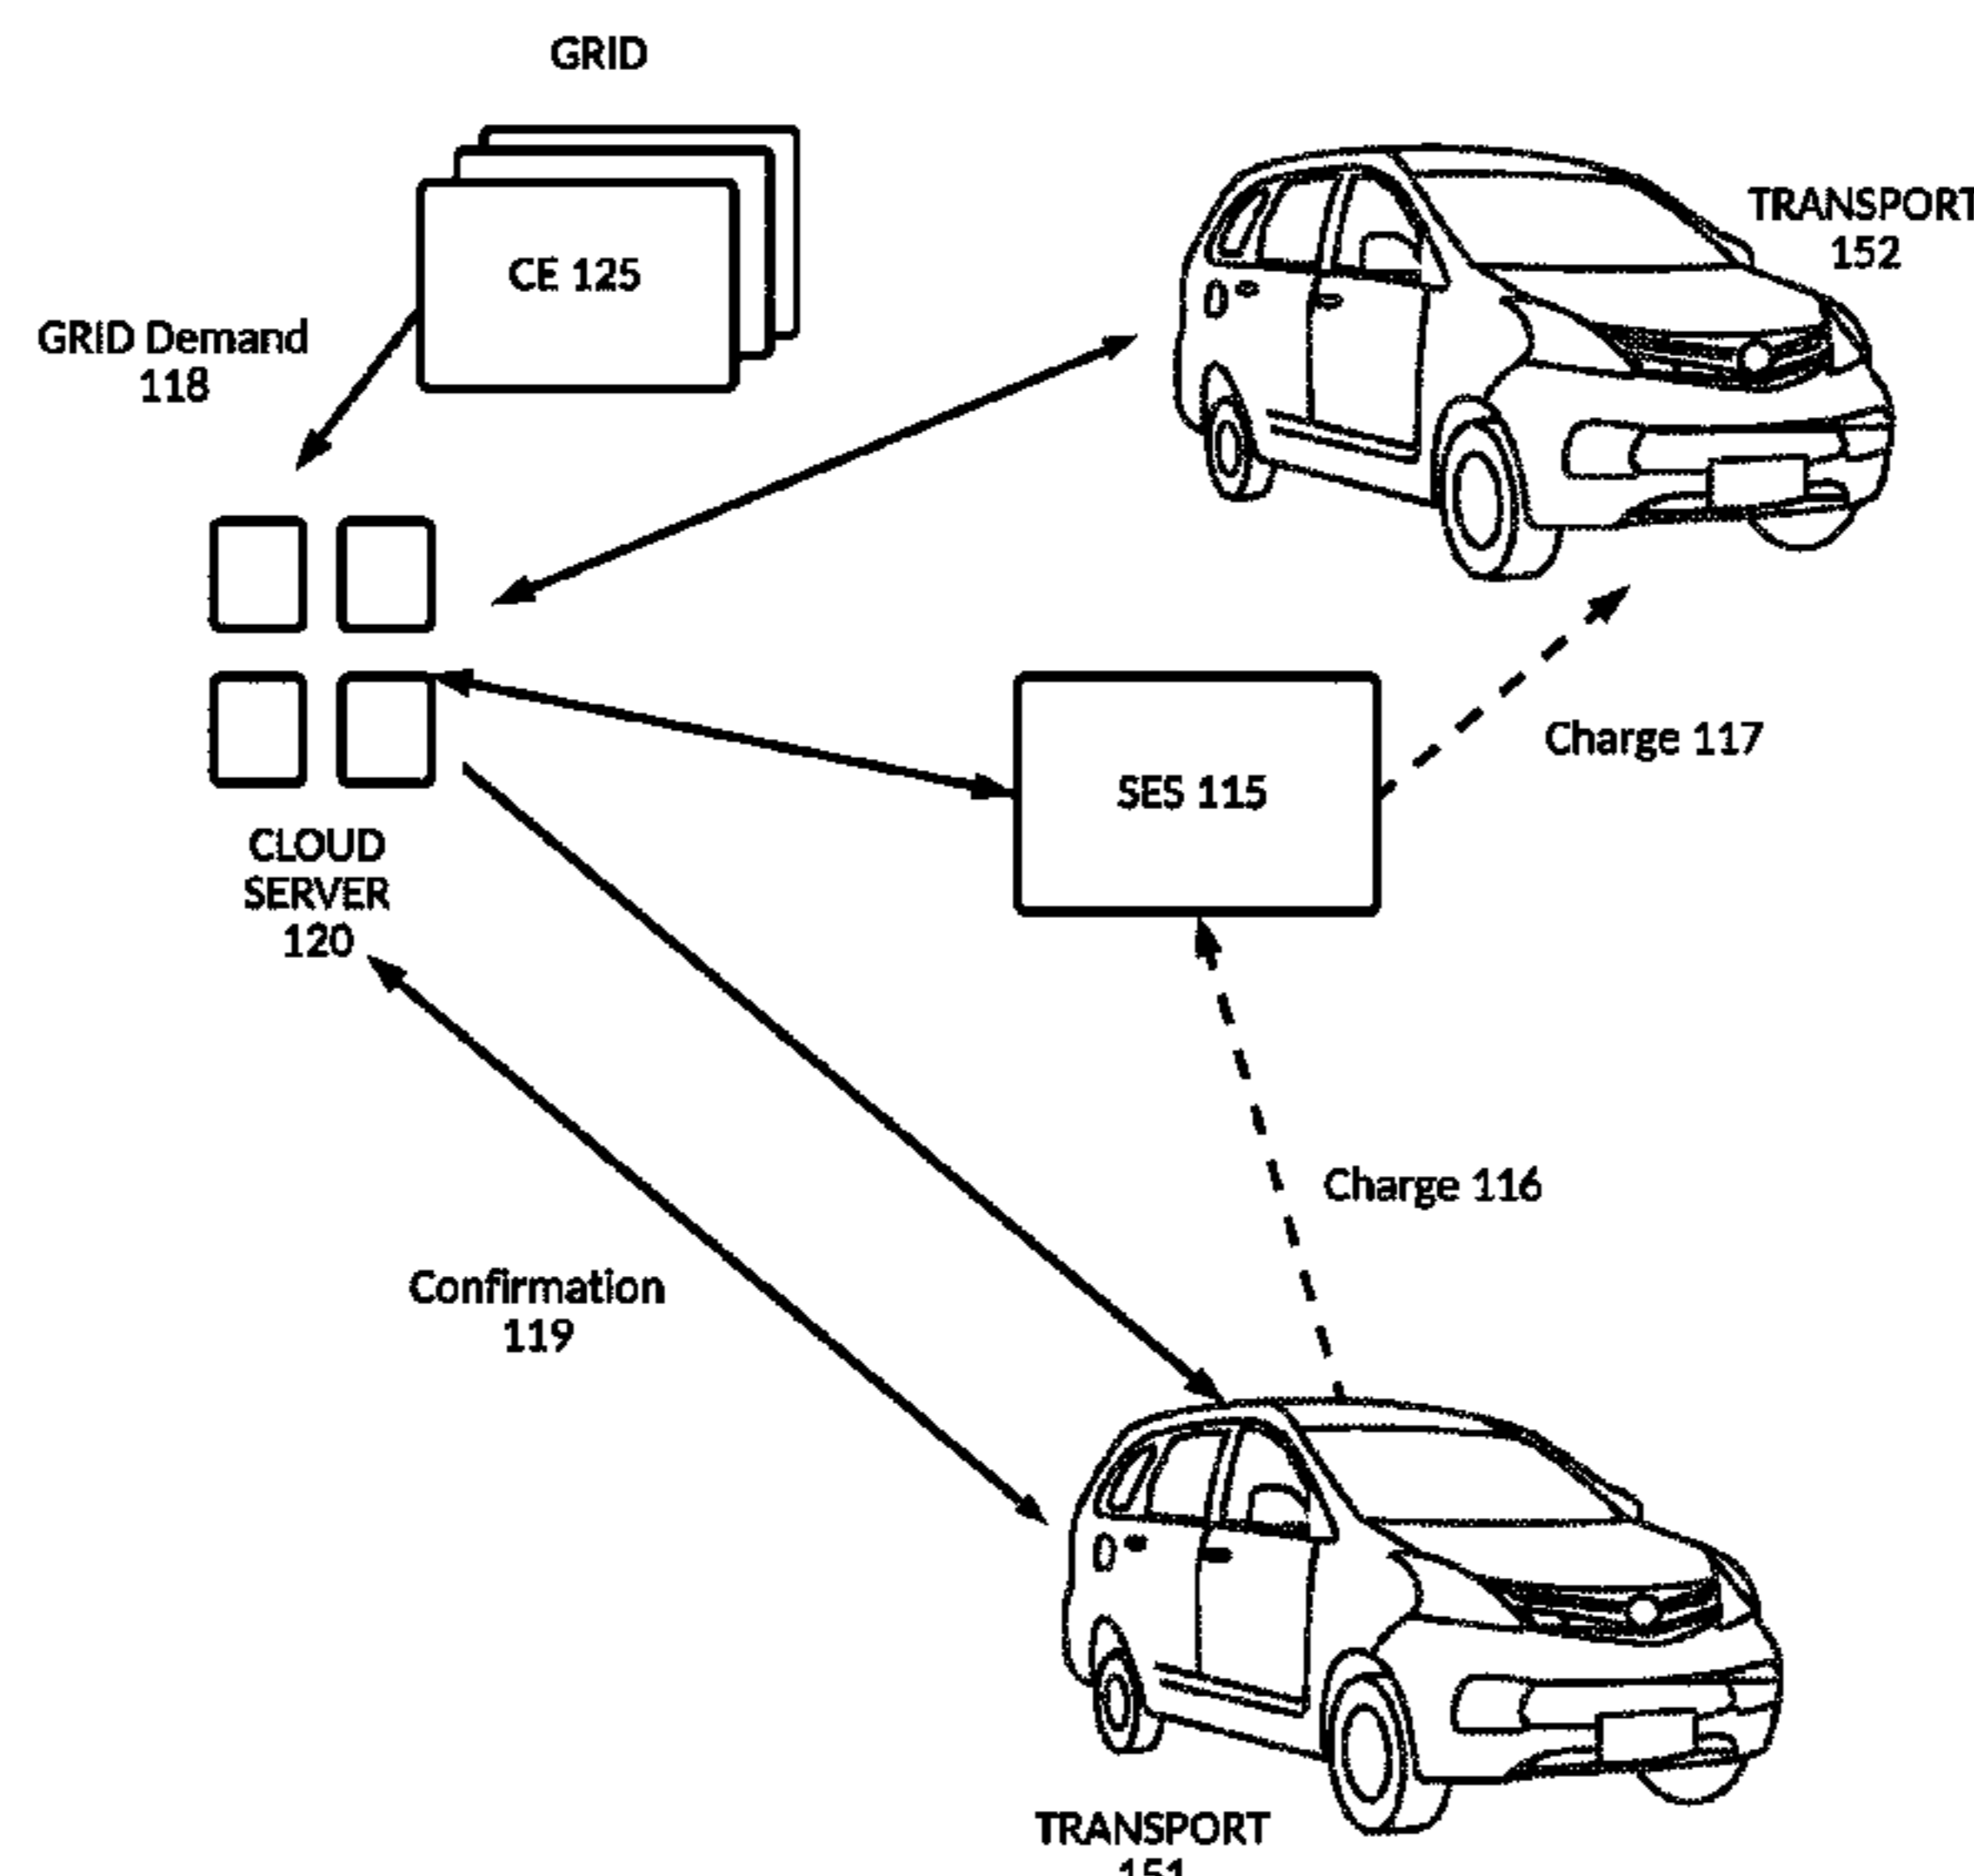 GRID
CE 125
TRANSPORT
152
GRID Demand
118
Charge 117
SES 115
CLOUD
SERVER
120
Charge 116
Confirmation
119
TRANSPORT
151